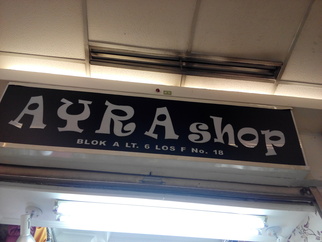 AYRA shop
BLOK A LT. 6 LOS F No. 18